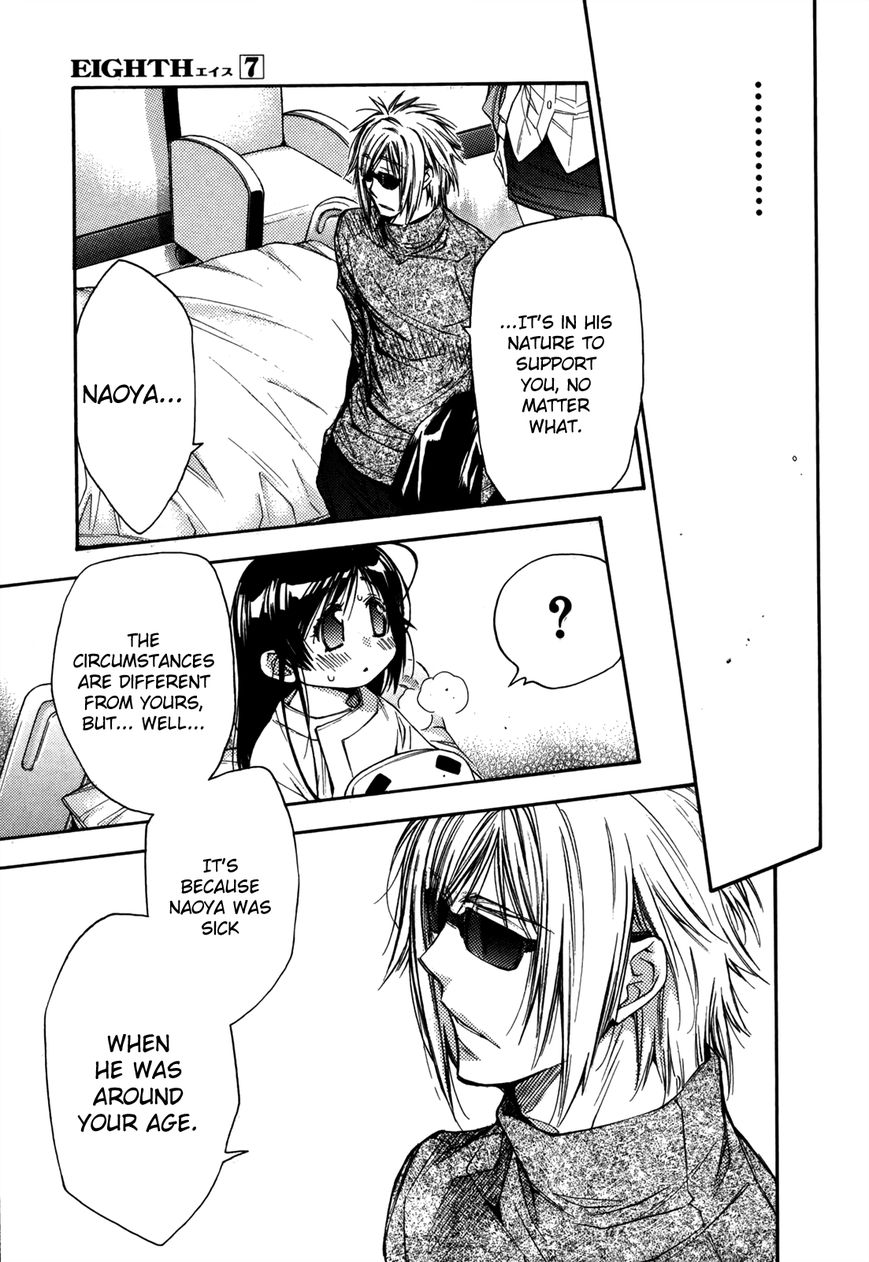 EIGHTH エイス 7
…………
...IT'S IN HIS
NATURE TO
SUPPORT
YOU, NO
MATTER
WHAT.
NAOYA...
?
THE
CIRCUMSTANCES
ARE DIFFERENT
FROM YOURS,
BUT... WELL...
IT'S
BECAUSE
NAOYA WAS
SICK
WHEN
HE WAS
AROUND
YOUR AGE.